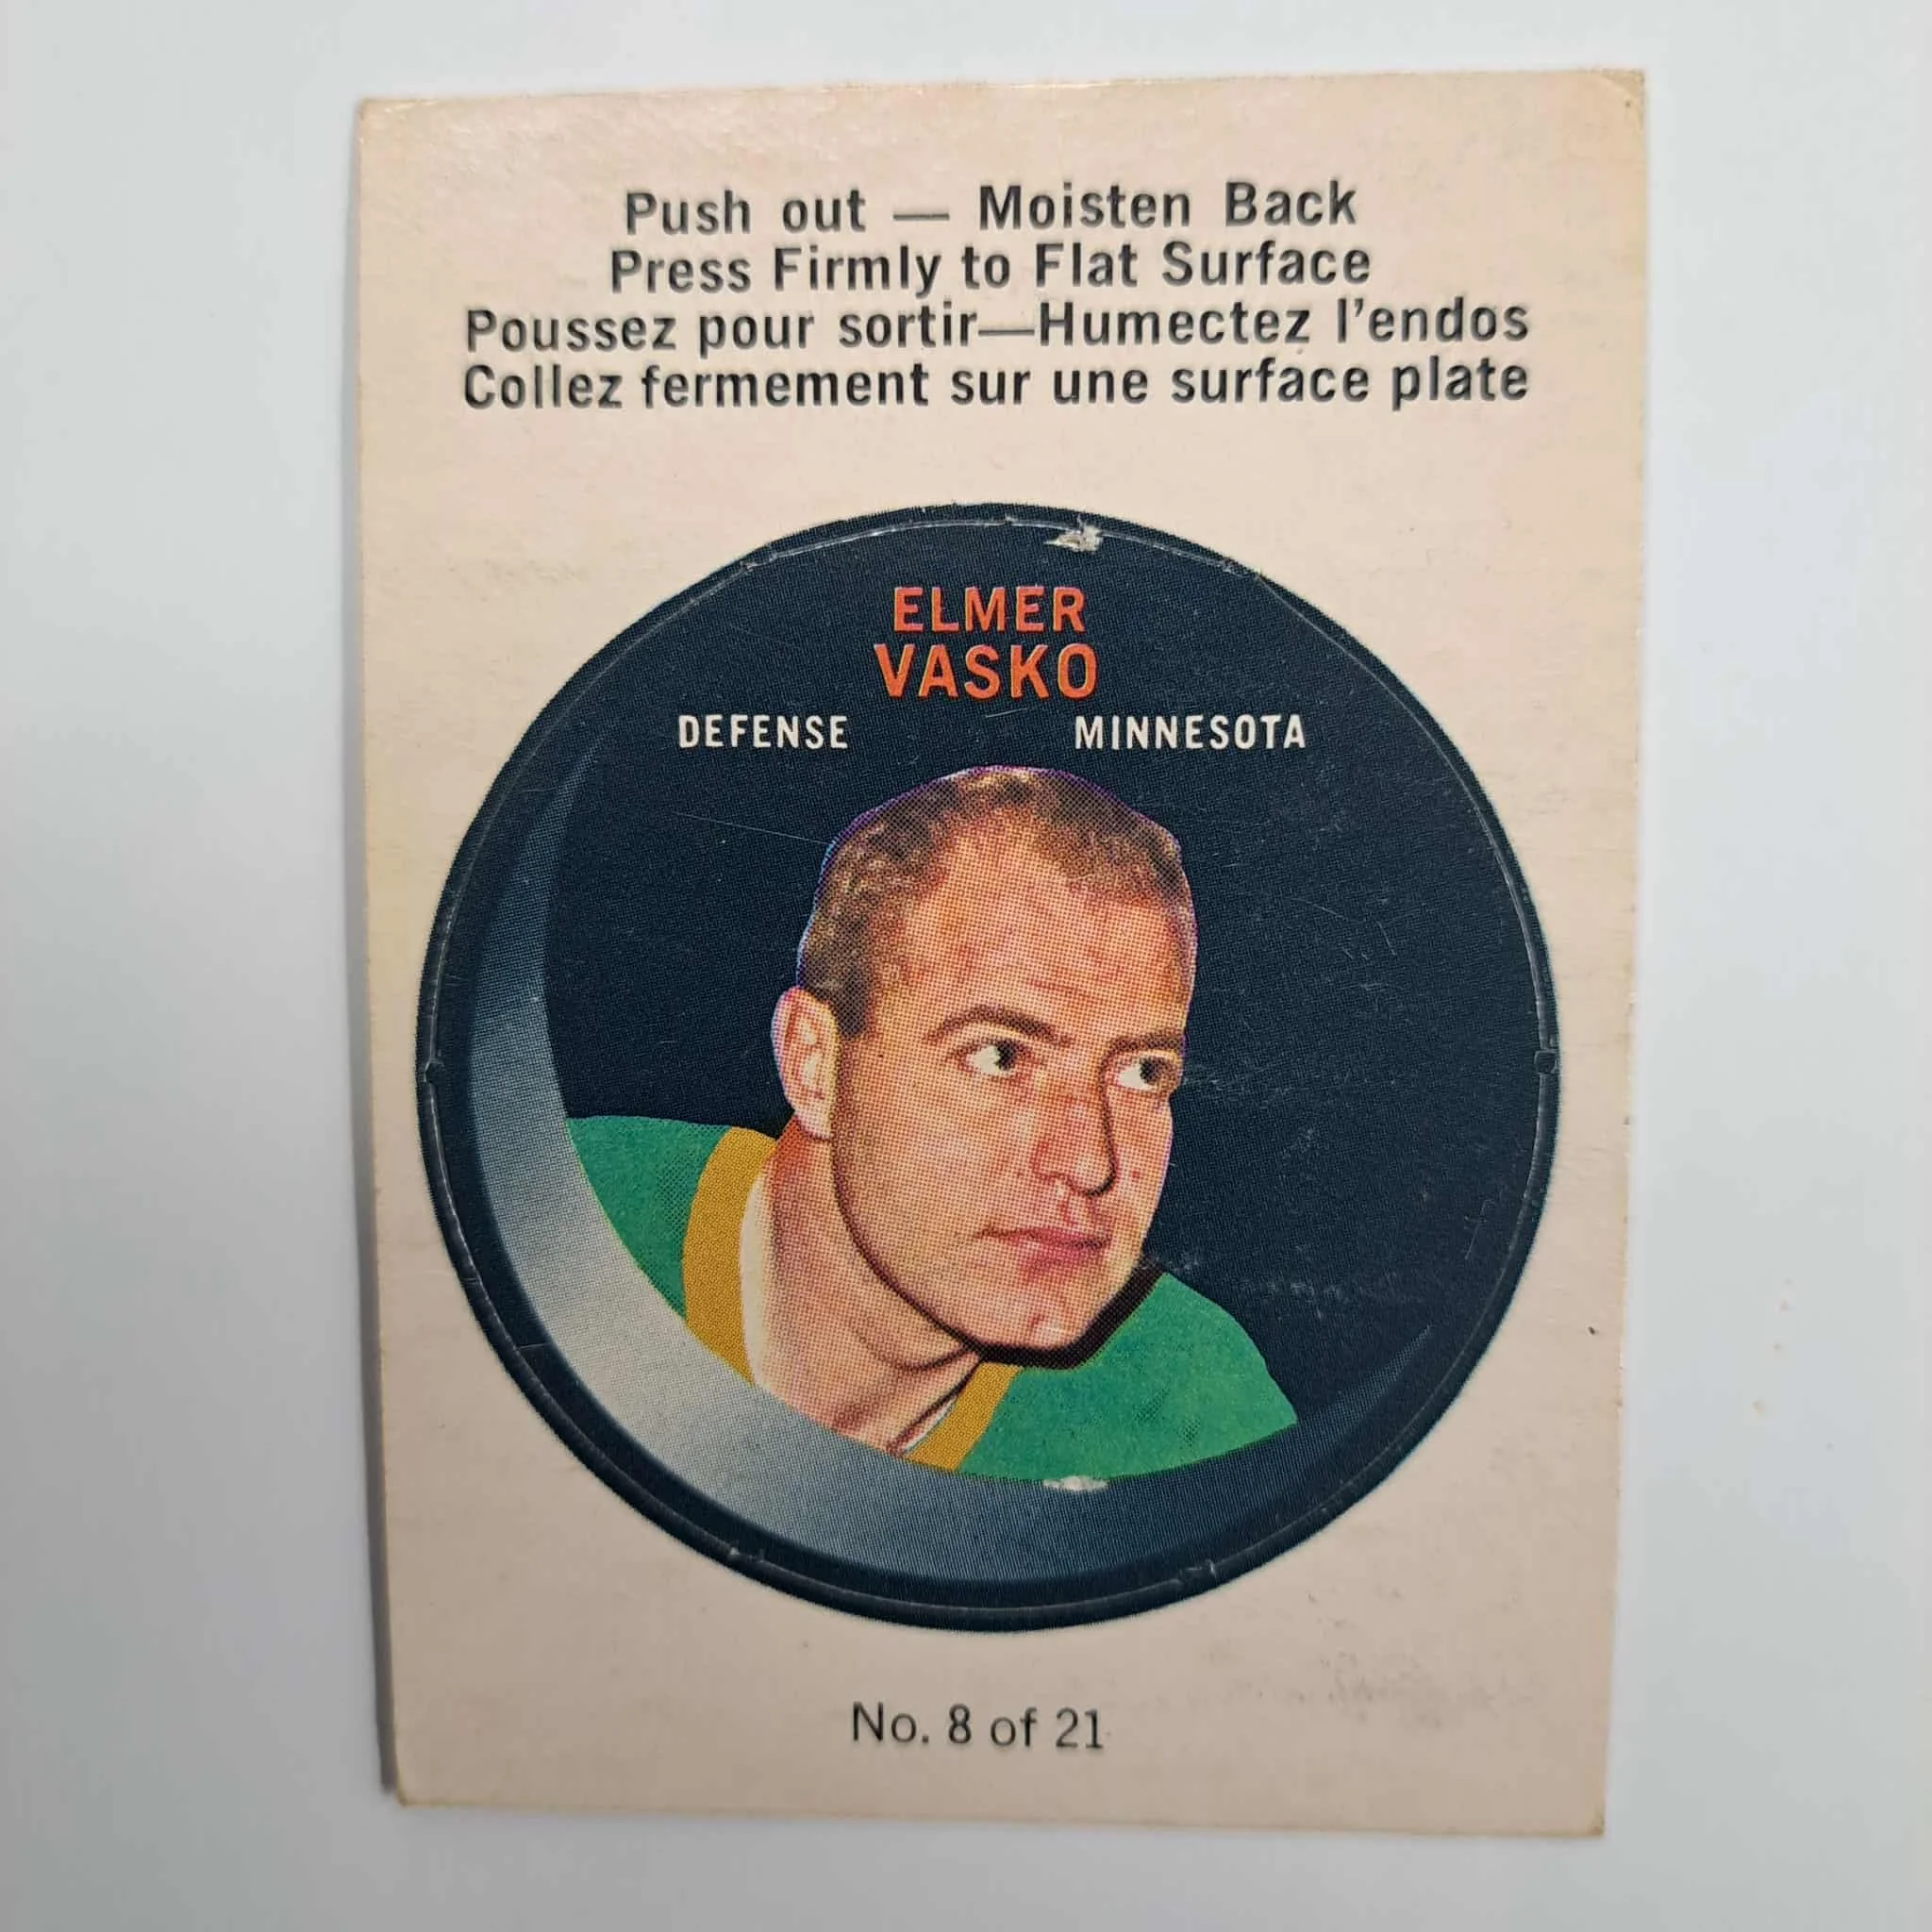 Push out — Moisten Back
Press Firmly to Flat Surface
Poussez pour sortir—Humectez l'endos
Collez fermement sur une surface plate
ELMER
VASKO
DEFENSE MINNESOTA
No. 8 of 21